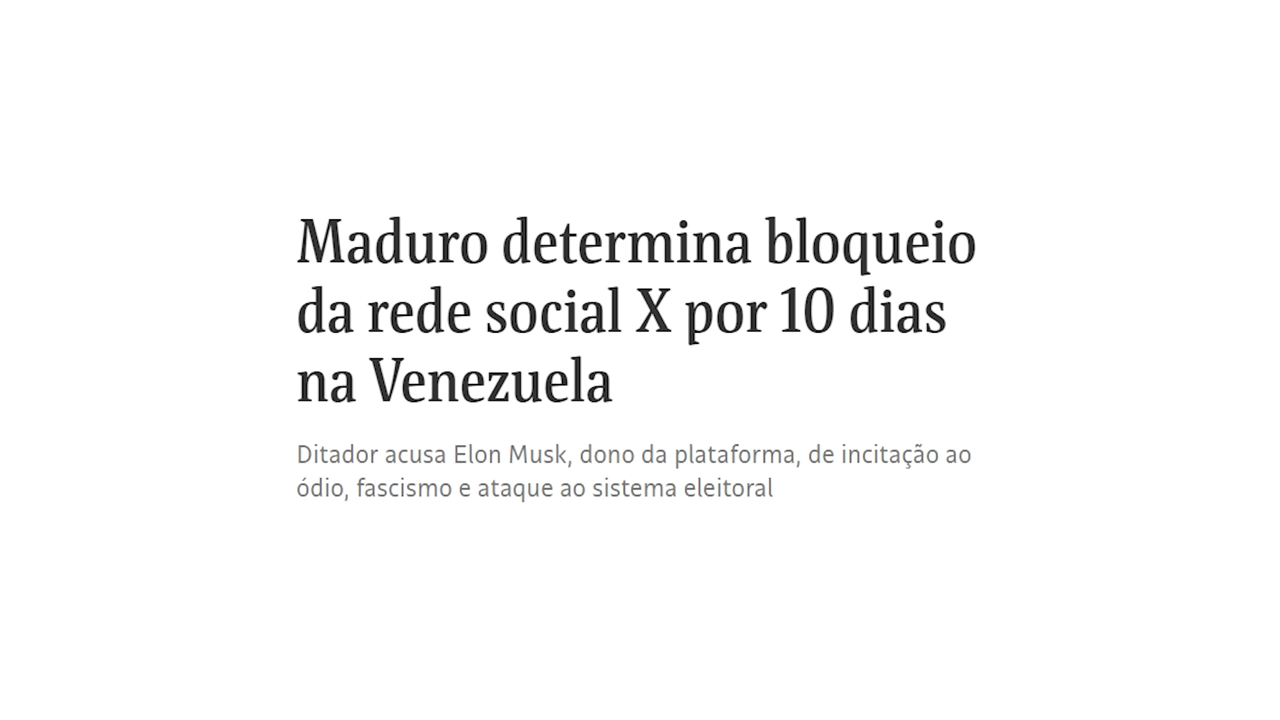 Maduro determina bloqueio
da rede social X por 10 dias
na Venezuela
Ditador acusa Elon Musk, dono da plataforma, de incitação ao
ódio, fascismo e ataque ao sistema eleitoral